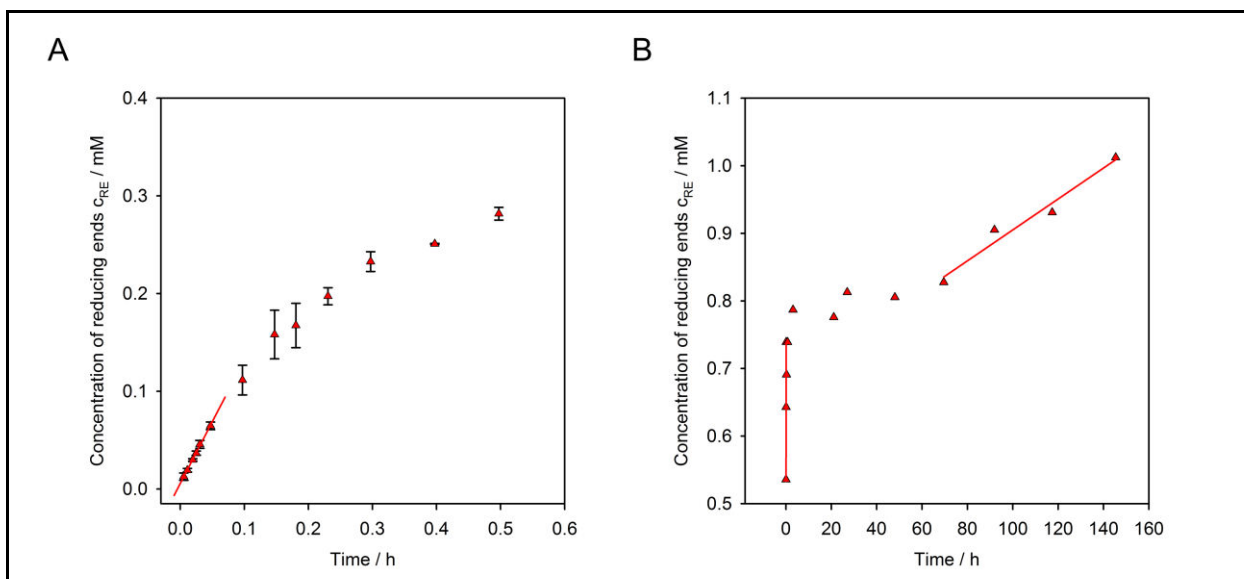 A
Concentration of reducing ends c_RE / mM
0.4
0.3
0.2
0.1
0.0
0.0 0.1 0.2 0.3 0.4 0.5 0.6
Time / h
B
Concentration of reducing ends c_RE / mM
1.1
1.0
0.9
0.8
0.7
0.6
0.5
0 20 40 60 80 100 120 140 160
Time / h